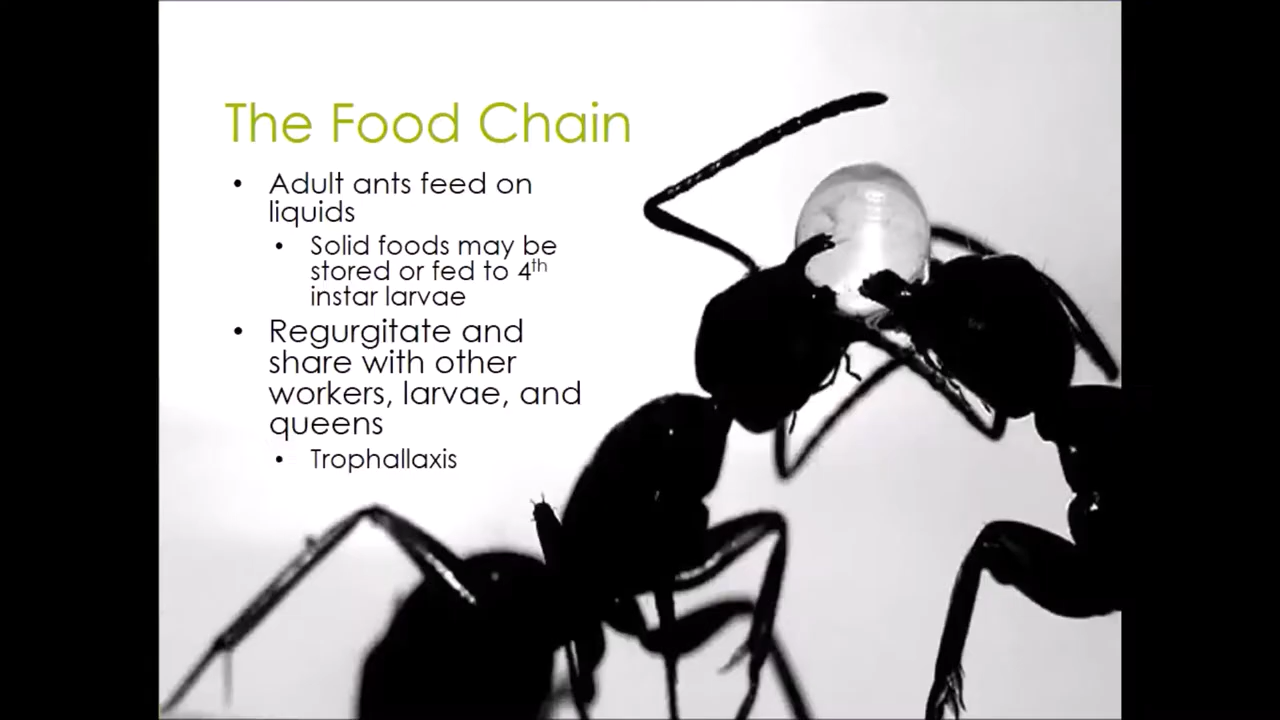 The Food Chain
• Adult ants feed on
liquids
• Solid foods may be
stored or fed to 4th
instar larvae
• Regurgitate and
share with other
workers, larvae, and
queens
• Trophallaxis